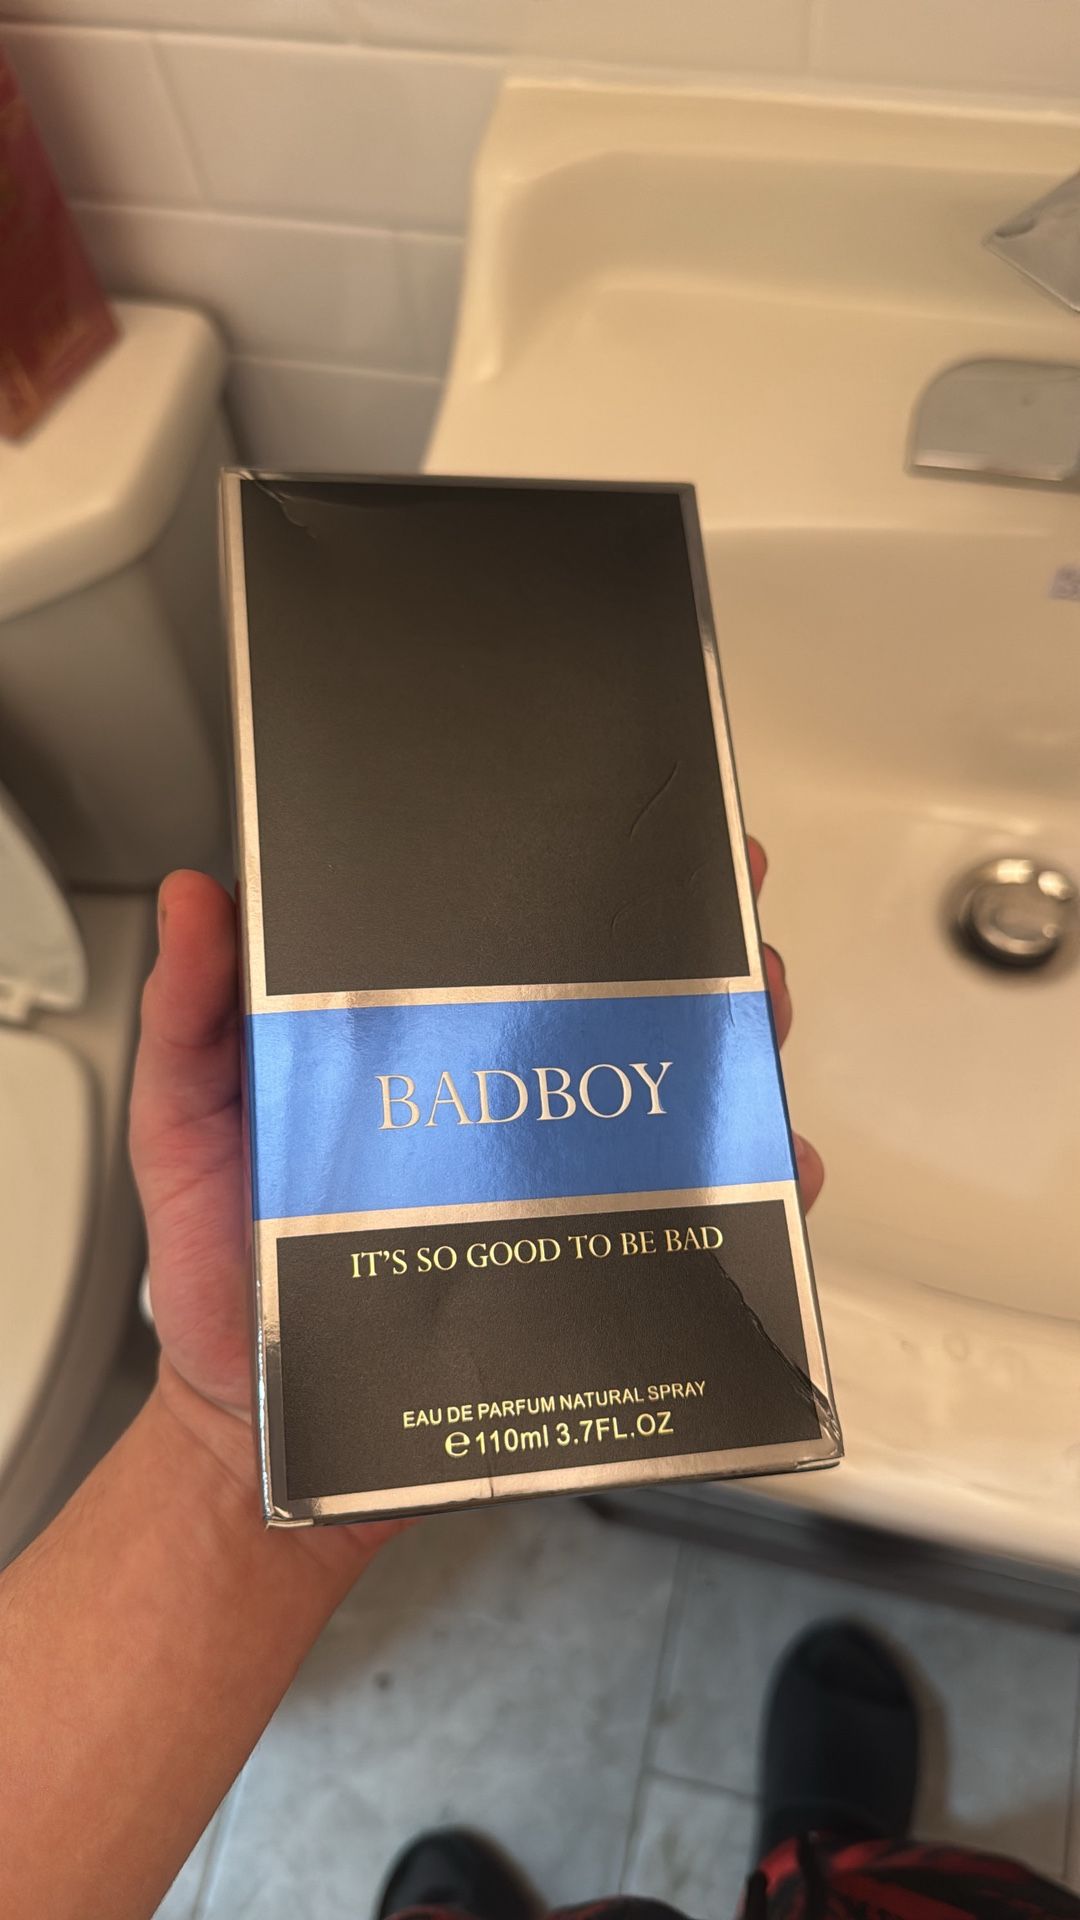 BADBOY
IT'S SO GOOD TO BE BAD
EAU DE PARFUM NATURAL SPRAY
℮110ml 3.7FL.OZ